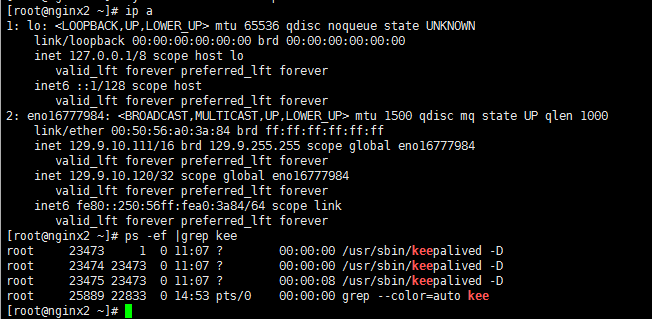 [root@nginx2 ~]# ip a
1: lo: <LOOPBACK,UP,LOWER_UP> mtu 65536 qdisc noqueue state UNKNOWN
    link/loopback 00:00:00:00:00:00 brd 00:00:00:00:00:00
    inet 127.0.0.1/8 scope host lo
       valid_lft forever preferred_lft forever
    inet6 ::1/128 scope host
       valid_lft forever preferred_lft forever
2: eno16777984: <BROADCAST,MULTICAST,UP,LOWER_UP> mtu 1500 qdisc mq state UP qlen 1000
    link/ether 00:50:56:a0:3a:84 brd ff:ff:ff:ff:ff:ff
    inet 129.9.10.111/16 brd 129.9.255.255 scope global eno16777984
       valid_lft forever preferred_lft forever
    inet 129.9.10.120/32 scope global eno16777984
       valid_lft forever preferred_lft forever
    inet6 fe80::250:56ff:fea0:3a84/64 scope link
       valid_lft forever preferred_lft forever
[root@nginx2 ~]# ps -ef |grep kee
root     23473     1  0 11:07 ?        00:00:00 /usr/sbin/keepalived -D
root     23474 23473  0 11:07 ?        00:00:00 /usr/sbin/keepalived -D
root     23475 23473  0 11:07 ?        00:00:08 /usr/sbin/keepalived -D
root     25889 22833  0 14:53 pts/0    00:00:00 grep --color=auto kee
[root@nginx2 ~]#